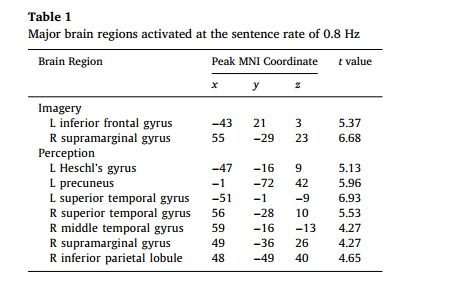 Table 1
Major brain regions activated at the sentence rate of 0.8 Hz
Brain Region Peak MNI Coordinate t value
x y z
Imagery
L inferior frontal gyrus −43 21 3 5.37
R supramarginal gyrus 55 −29 23 6.68
Perception
L Heschl's gyrus −47 −16 9 5.13
L precuneus −1 −72 42 5.96
L superior temporal gyrus −51 −1 −9 6.93
R superior temporal gyrus 56 −28 10 5.53
R middle temporal gyrus 59 −16 −13 4.27
R supramarginal gyrus 49 −36 26 4.27
R inferior parietal lobule 48 −49 40 4.65